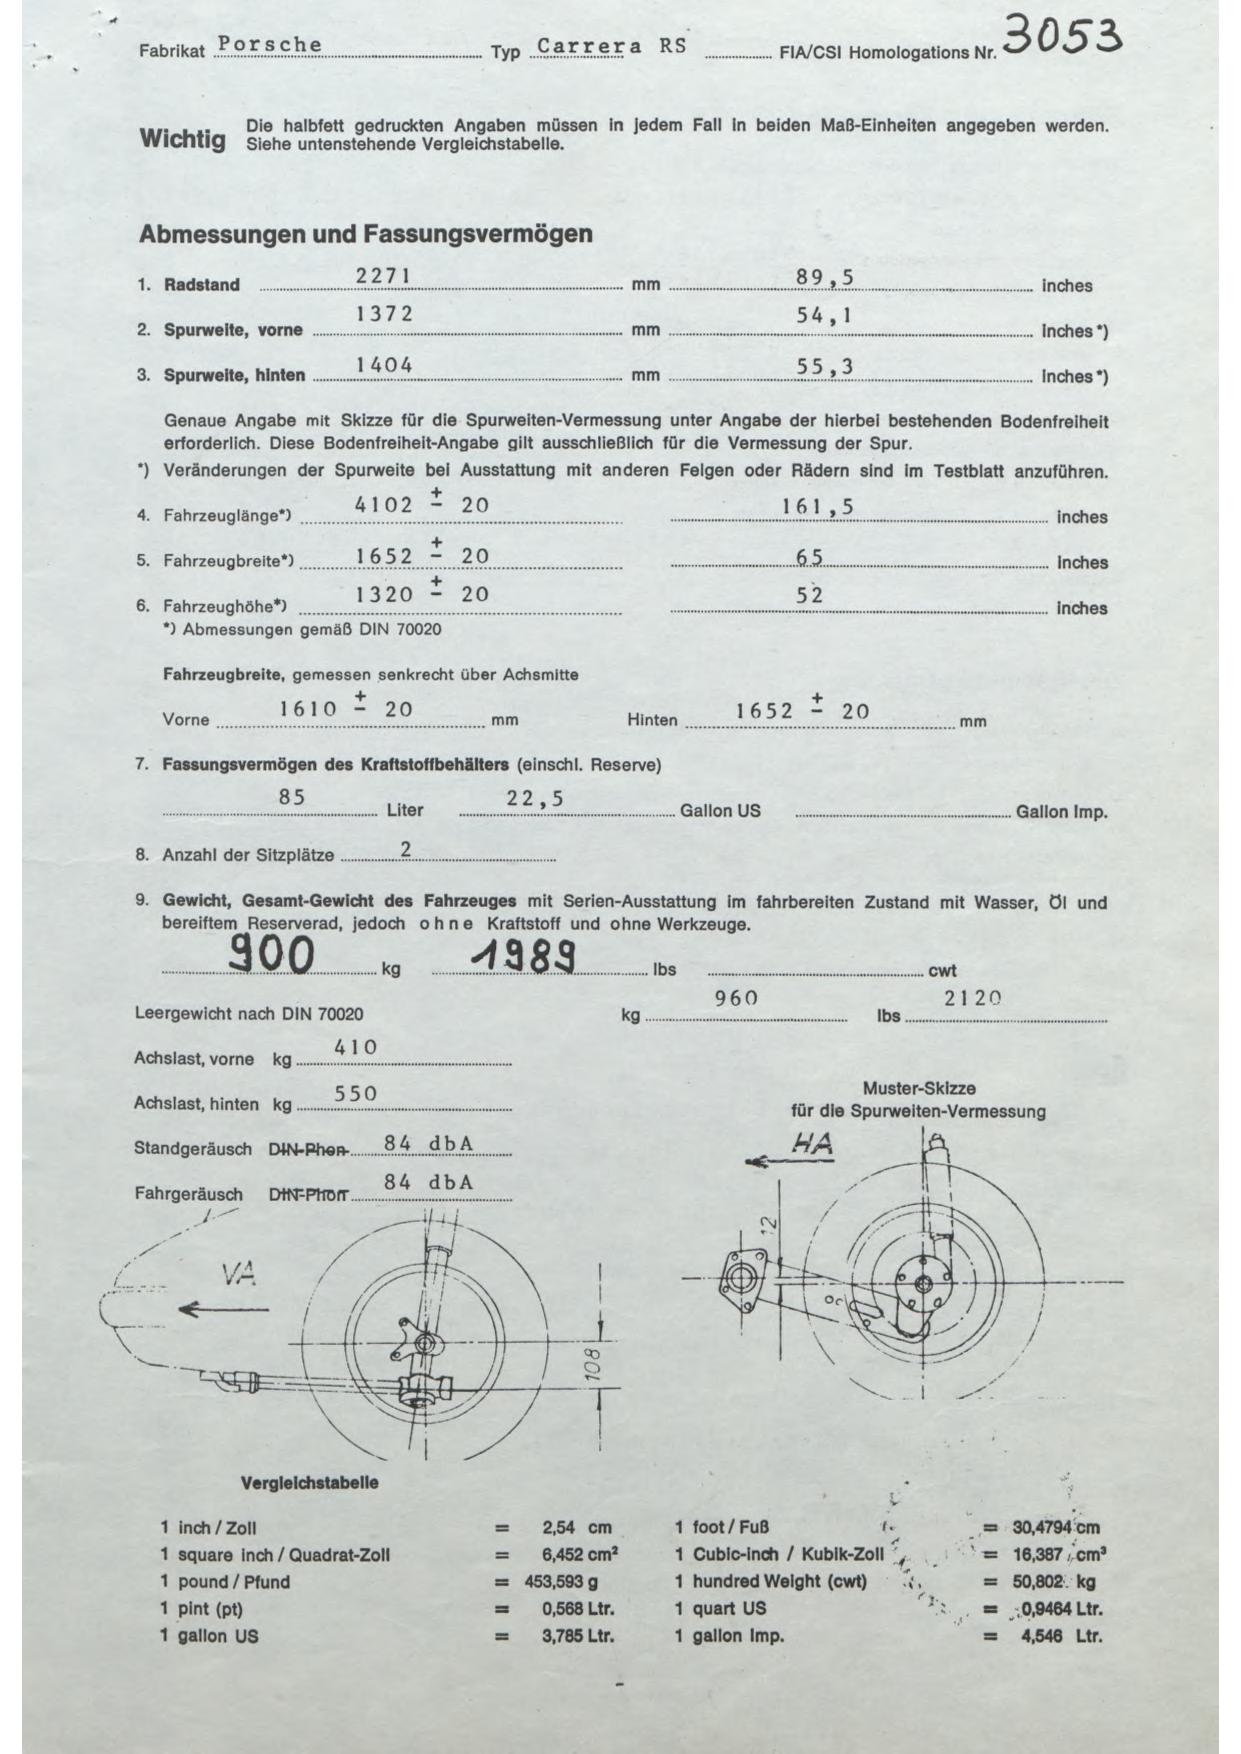 Fabrikat Porsche Typ Carrera RS FIA/CSI Homologations Nr. 3053
Wichtig Die halbfett gedruckten Angaben müssen in jedem Fall in beiden Maß-Einheiten angegeben werden.
Siehe untenstehende Vergleichstabelle.
Abmessungen und Fassungsvermögen
1. Radstand 2271 mm 89,5 inches
2. Spurweite, vorne 1372 mm 54,1 inches *)
3. Spurweite, hinten 1404 mm 55,3 inches *)
Genaue Angabe mit Skizze für die Spurweiten-Vermessung unter Angabe der hierbei bestehenden Bodenfreiheit
erforderlich. Diese Bodenfreiheit-Angabe gilt ausschließlich für die Vermessung der Spur.
*) Veränderungen der Spurweite bei Ausstattung mit anderen Felgen oder Rädern sind im Testblatt anzuführen.
4. Fahrzeuglänge*) 4102 ± 20 161,5 inches
5. Fahrzeugbreite*) 1652 ± 20 65 inches
6. Fahrzeughöhe*) 1320 ± 20 52 inches
*) Abmessungen gemäß DIN 70020
Fahrzeugbreite, gemessen senkrecht über Achsmitte
Vorne 1610 ± 20 mm Hinten 1652 ± 20 mm
7. Fassungsvermögen des Kraftstoffbehälters (einschl. Reserve)
85 Liter 22,5 Gallon US Gallon Imp.
8. Anzahl der Sitzplätze 2
9. Gewicht, Gesamt-Gewicht des Fahrzeuges mit Serien-Ausstattung im fahrbereiten Zustand mit Wasser, Öl und
bereiftem Reserverad, jedoch ohne Kraftstoff und ohne Werkzeuge.
900 kg 1989 lbs cwt
Leergewicht nach DIN 70020 kg 960 lbs 2120
Achslast, vorne kg 410
Achslast, hinten kg 550
Standgeräusch DIN-Phon 84 dbA
Fahrgeräusch DIN-Phon 84 dbA
Muster-Skizze
für die Spurweiten-Vermessung
HA
12
VA
108
Vergleichstabelle
1 inch / Zoll = 2,54 cm 1 foot / Fuß = 30,4794 cm
1 square inch / Quadrat-Zoll = 6,452 cm² 1 Cubic-inch / Kubik-Zoll = 16,387 cm³
1 pound / Pfund = 453,593 g 1 hundred Weight (cwt) = 50,802 kg
1 pint (pt) = 0,568 Ltr. 1 quart US = 0,9464 Ltr.
1 gallon US = 3,785 Ltr. 1 gallon Imp. = 4,546 Ltr.